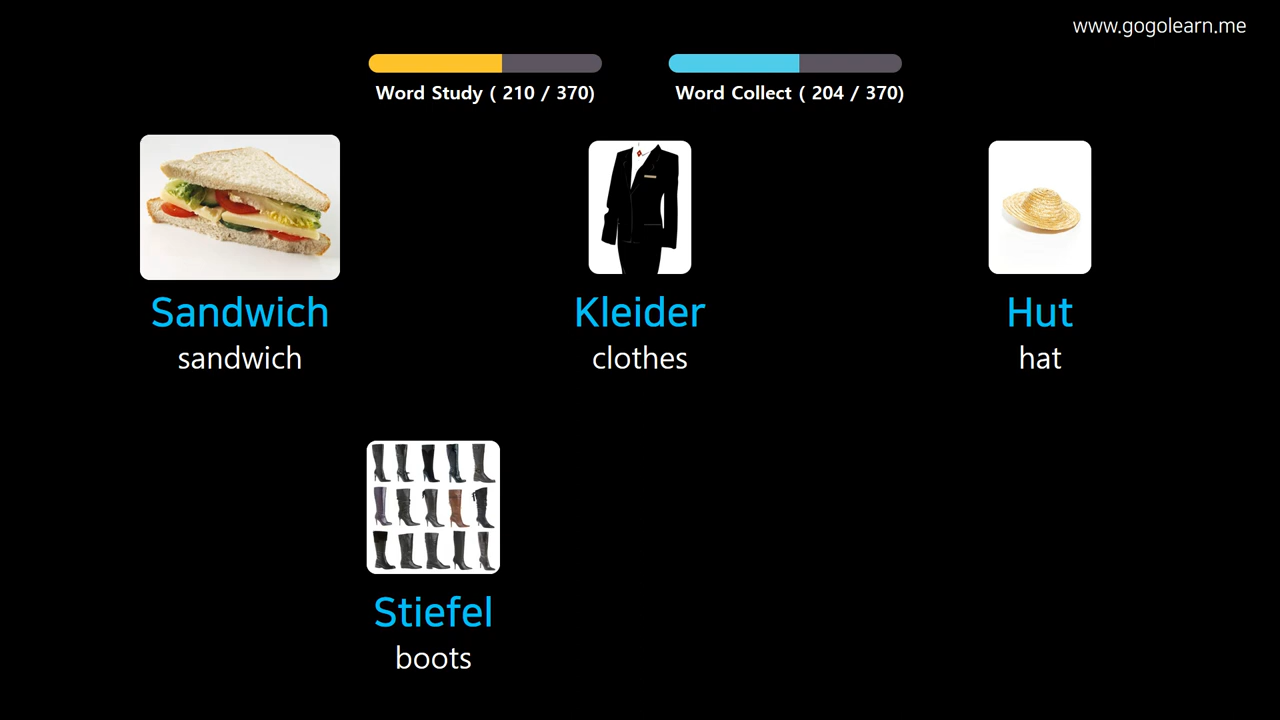 www.gogolearn.me
Word Study ( 210 / 370)
Word Collect ( 204 / 370)
Sandwich
sandwich
Kleider
clothes
Hut
hat
Stiefel
boots